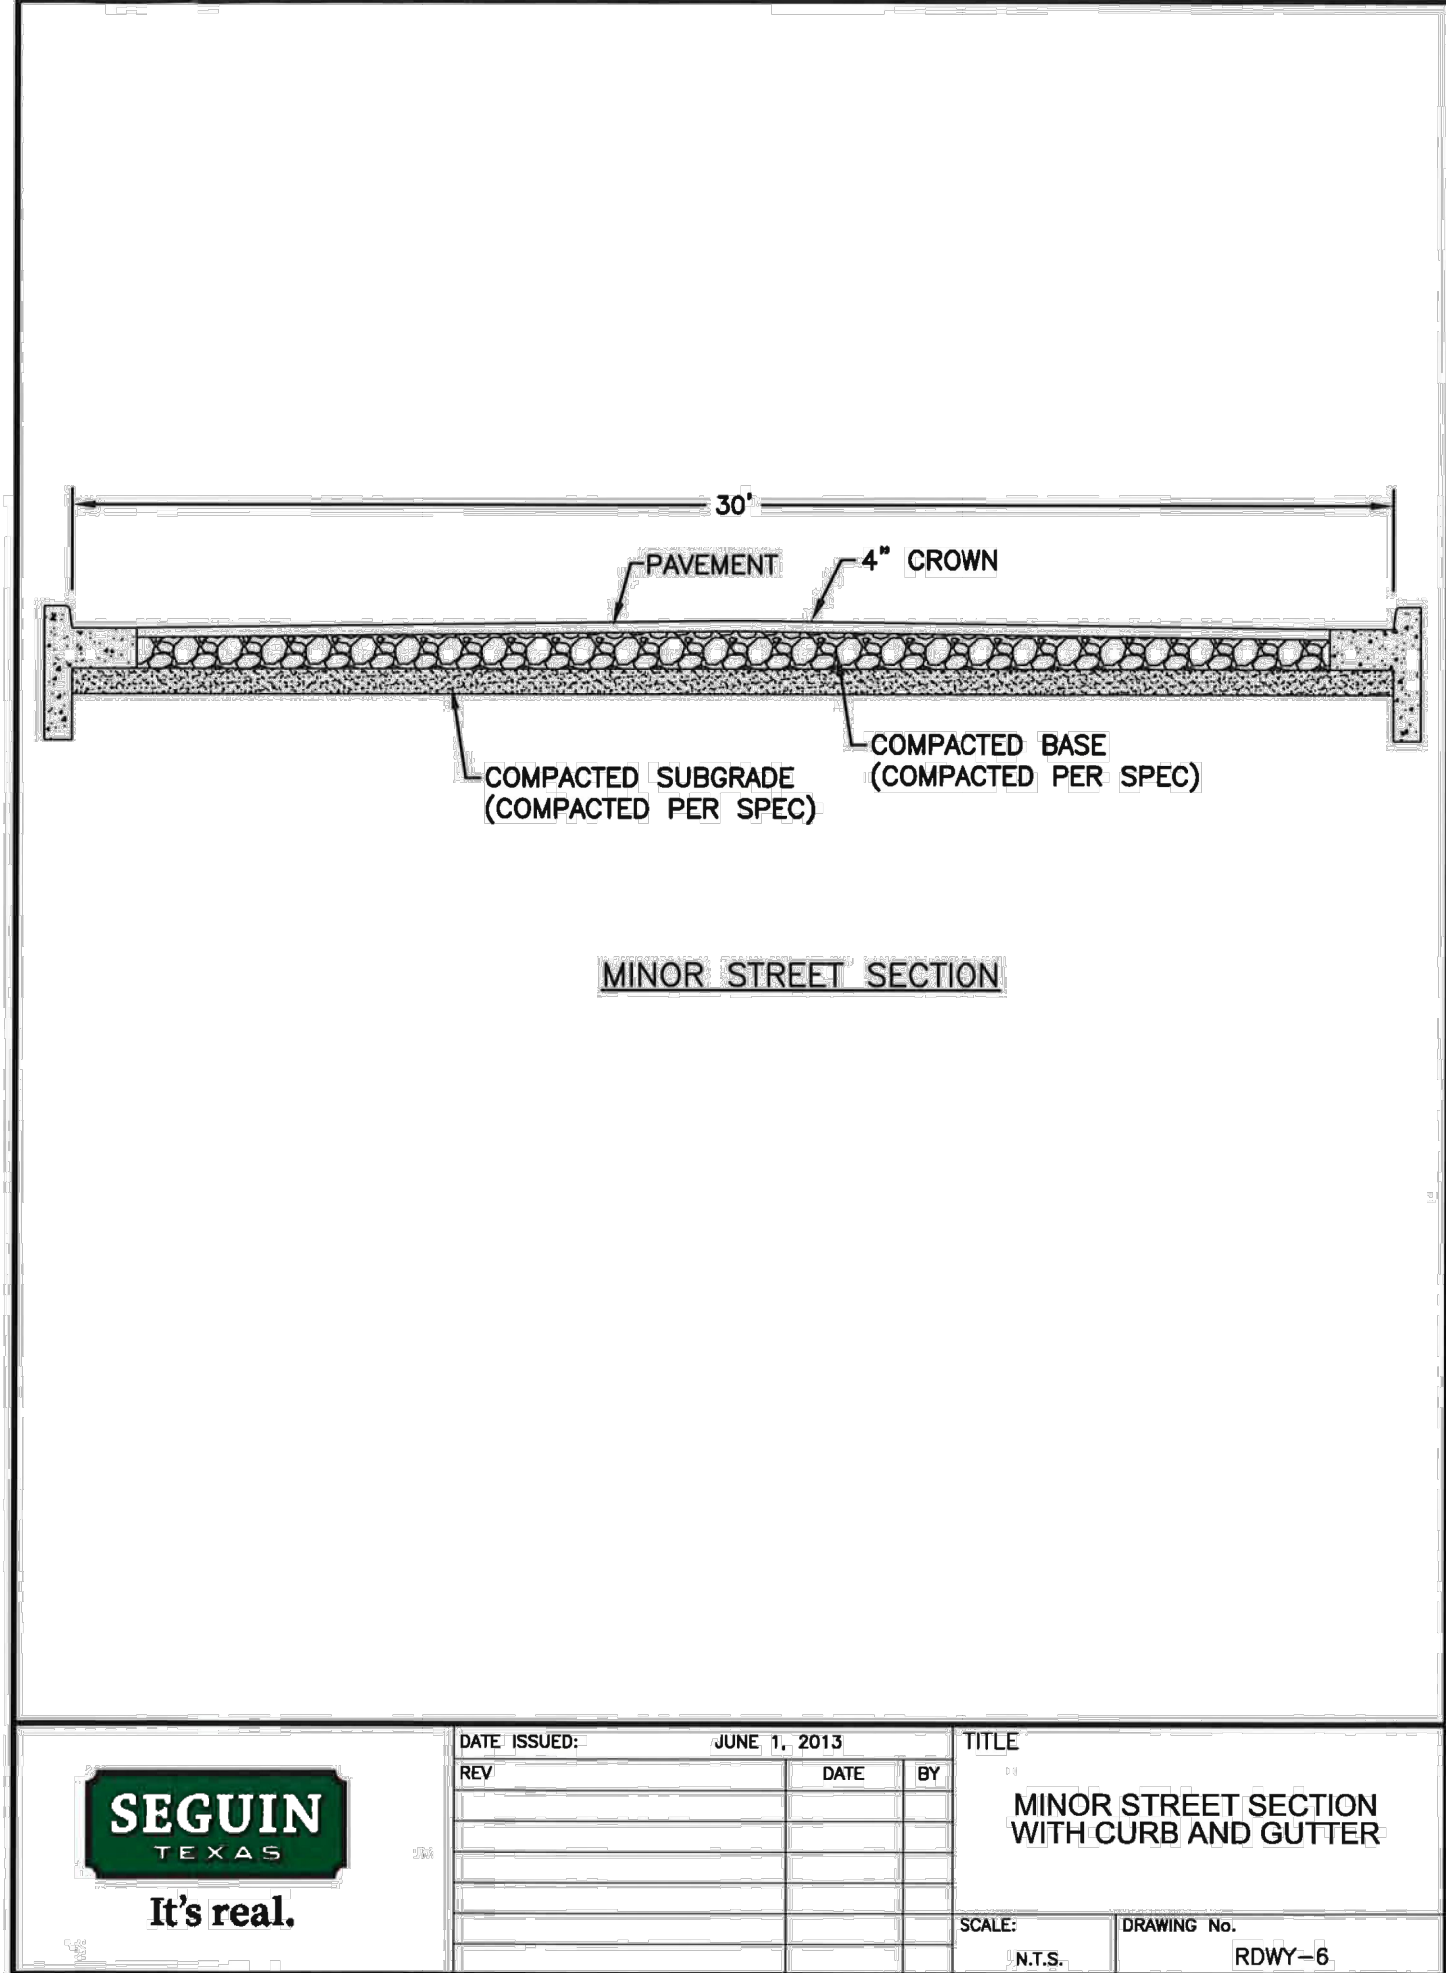 30'
PAVEMENT
4" CROWN
COMPACTED BASE
(COMPACTED PER SPEC)
COMPACTED SUBGRADE
(COMPACTED PER SPEC)
MINOR STREET SECTION
SEGUIN
TEXAS
It's real.
DATE ISSUED: JUNE 1, 2013
REV DATE BY
TITLE
MINOR STREET SECTION
WITH CURB AND GUTTER
SCALE:
N.T.S.
DRAWING No.
RDWY-6